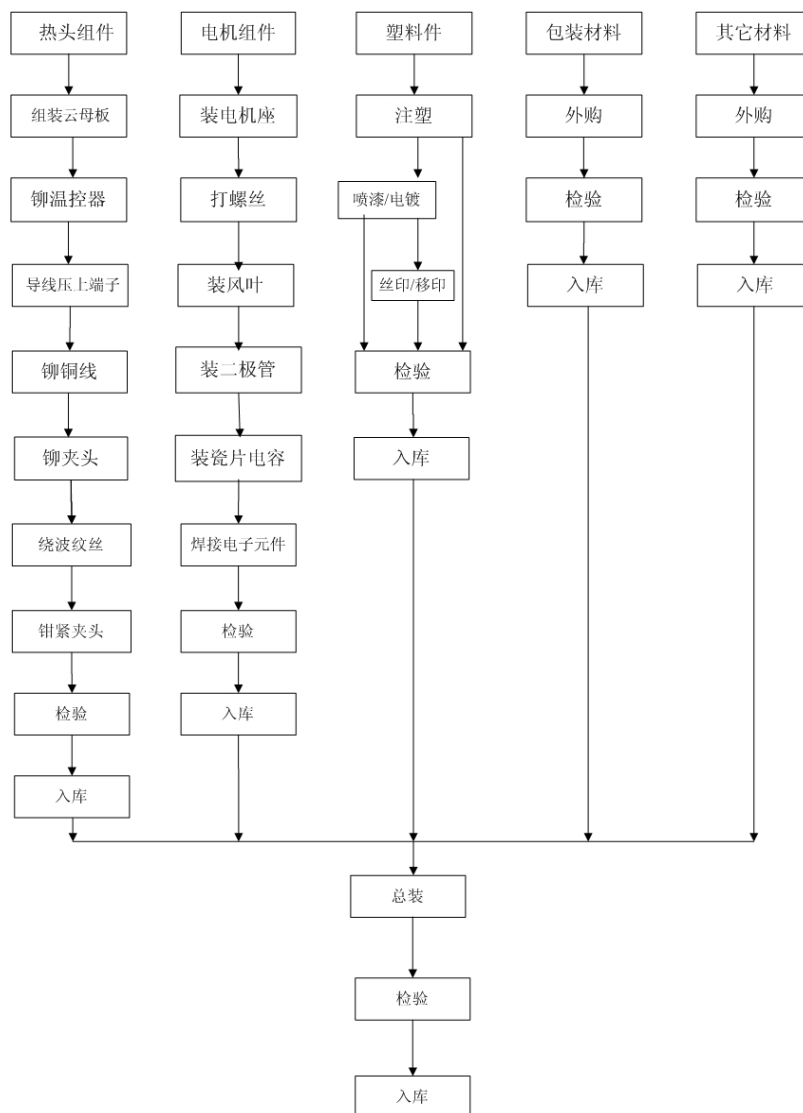 热头组件
电机组件
塑料件
包装材料
其它材料
组装云母板
装电机座
注塑
外购
外购
铆温控器
打螺丝
喷漆/电镀
检验
检验
导线压上端子
装风叶
丝印/移印
入库
入库
铆铜线
装二极管
检验
铆夹头
装瓷片电容
入库
绕波纹丝
焊接电子元件
钳紧夹头
检验
检验
入库
入库
总装
检验
入库